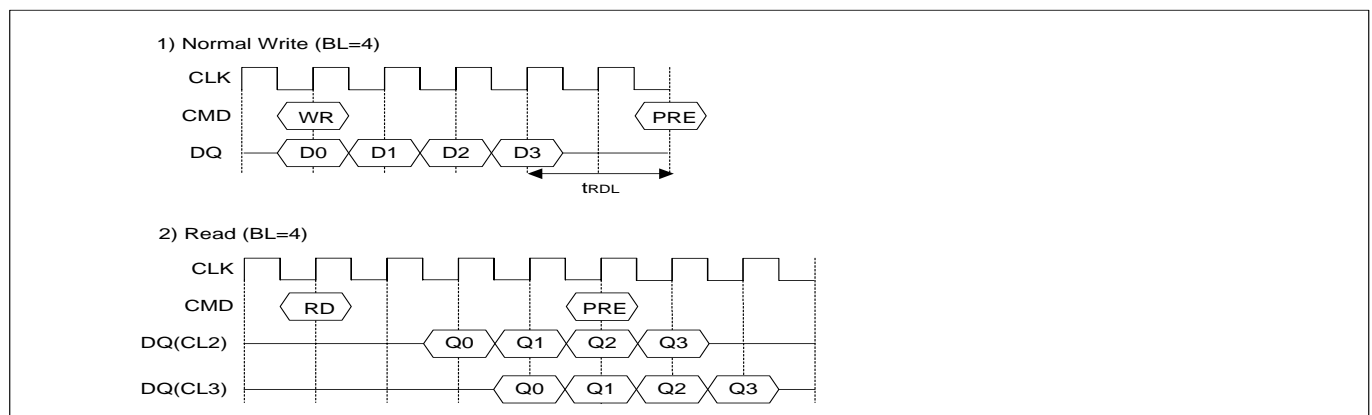 1) Normal Write (BL=4)
CLK
CMD WR PRE
DQ D0 D1 D2 D3
tRDL
2) Read (BL=4)
CLK
CMD RD PRE
DQ(CL2) Q0 Q1 Q2 Q3
DQ(CL3) Q0 Q1 Q2 Q3